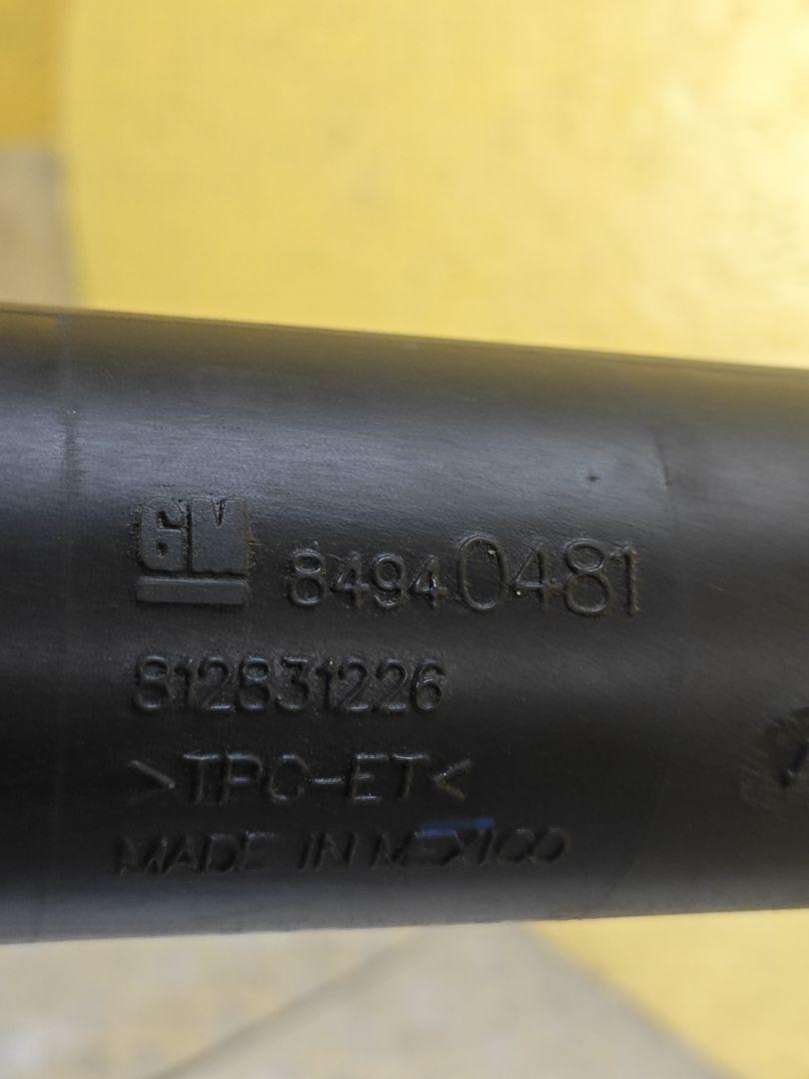 GM 84940481
812831226
>TPC-ET<
MADE IN MEXICO